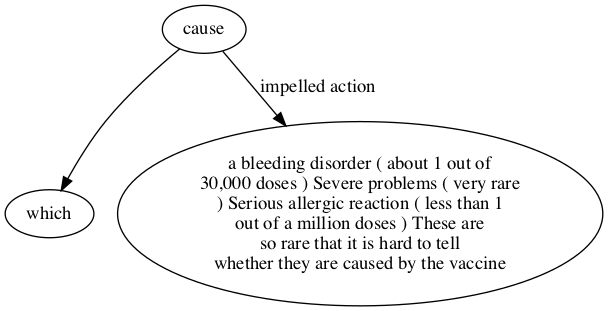 cause
impelled action
which
a bleeding disorder ( about 1 out of
30,000 doses ) Severe problems ( very rare
) Serious allergic reaction ( less than 1
out of a million doses ) These are
so rare that it is hard to tell
whether they are caused by the vaccine